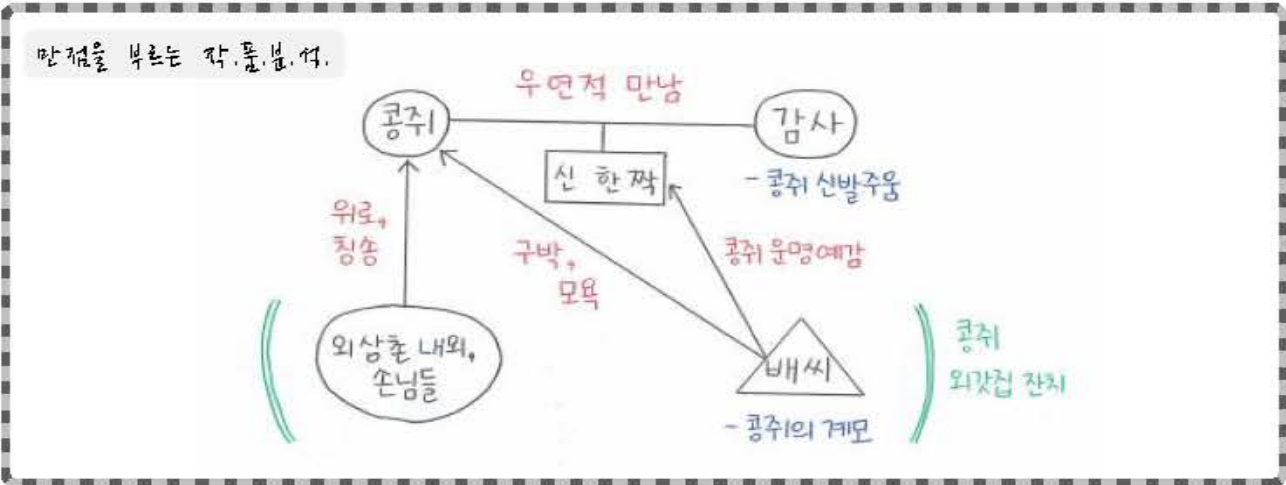 만점을 부르는 작.품.분.석.
우연적 만남
콩쥐
감사
신 한 짝
- 콩쥐 신발주움
위로,
칭송
구박,
모욕
콩쥐 운명예감
외삼촌 내외,
손님들
배씨
- 콩쥐의 계모
콩쥐
외갓집 잔치